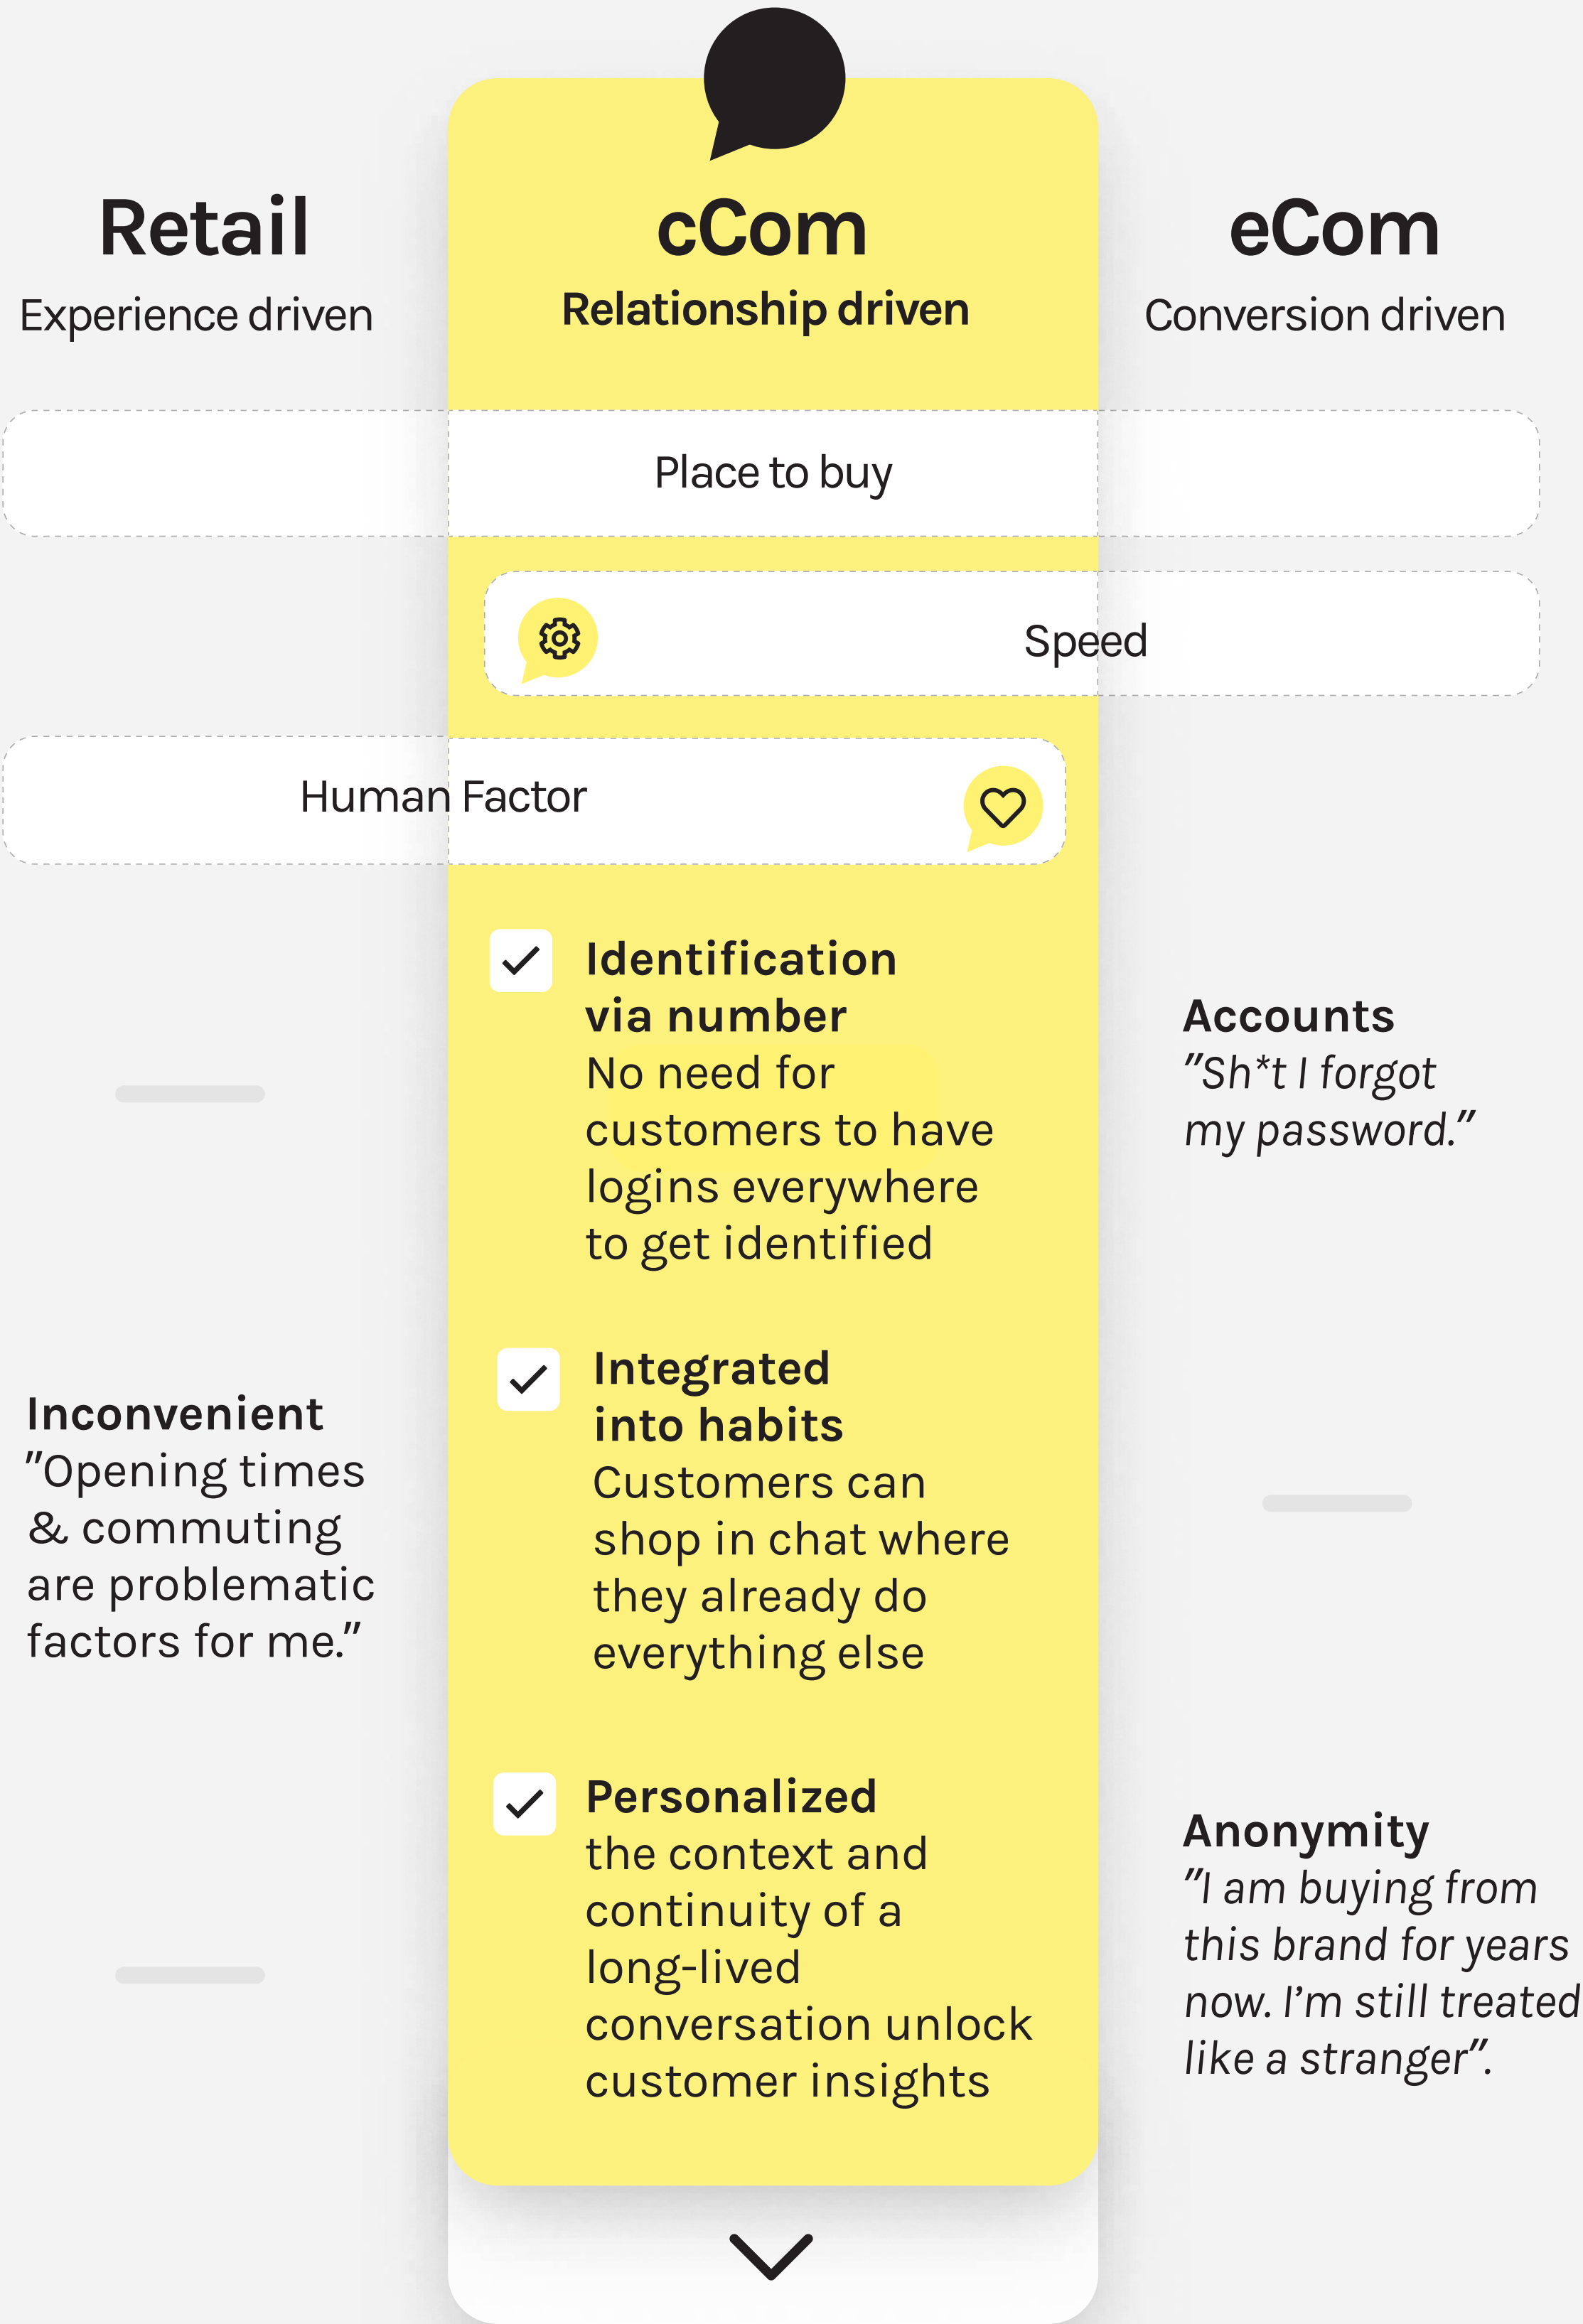 Retail
Experience driven
cCom
Relationship driven
eCom
Conversion driven
Place to buy
Speed
Human Factor
Identification
via number
No need for
customers to have
logins everywhere
to get identified
Accounts
"Sh*t I forgot
my password."
Inconvenient
"Opening times
& commuting
are problematic
factors for me."
Integrated
into habits
Customers can
shop in chat where
they already do
everything else
Personalized
the context and
continuity of a
long-lived
conversation unlock
customer insights
Anonymity
"I am buying from
this brand for years
now. I’m still treated
like a stranger".